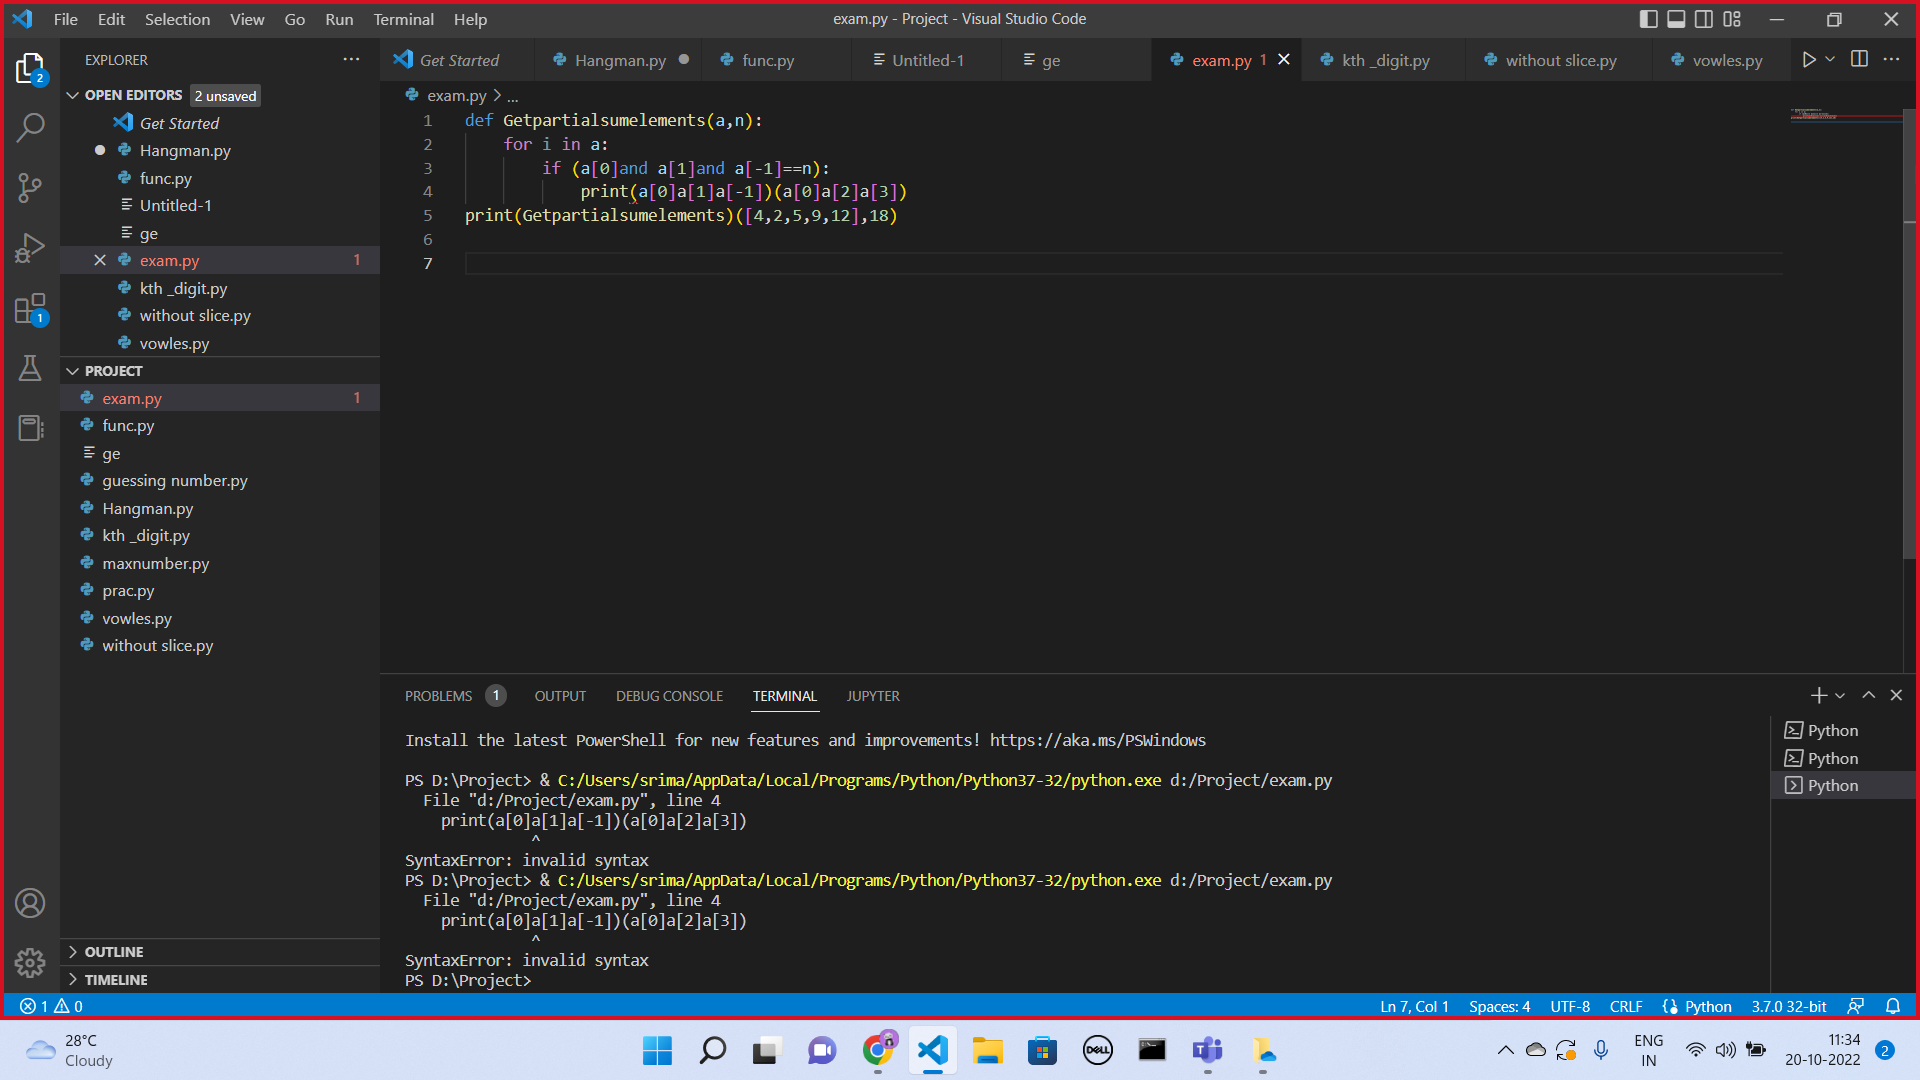 File Edit Selection View Go Run Terminal Help
exam.py - Project - Visual Studio Code
EXPLORER
OPEN EDITORS 2 unsaved
Get Started
Hangman.py
func.py
Untitled-1
ge
exam.py 1
kth _digit.py
without slice.py
vowles.py
PROJECT
exam.py 1
func.py
ge
guessing number.py
Hangman.py
kth _digit.py
maxnumber.py
prac.py
vowles.py
without slice.py
OUTLINE
TIMELINE
2
1
Get Started Hangman.py func.py Untitled-1 ge exam.py 1 kth _digit.py without slice.py vowles.py
exam.py > ...
1 def Getpartialsumelements(a,n):
2 for i in a:
3 if (a[0]and a[1]and a[-1]==n):
4 print(a[0]a[1]a[-1])(a[0]a[2]a[3])
5 print(Getpartialsumelements)([4,2,5,9,12],18)
6
7
PROBLEMS 1 OUTPUT DEBUG CONSOLE TERMINAL JUPYTER
Install the latest PowerShell for new features and improvements! https://aka.ms/PSWindows
PS D:\Project> & C:/Users/srima/AppData/Local/Programs/Python/Python37-32/python.exe d:/Project/exam.py
File "d:/Project/exam.py", line 4
print(a[0]a[1]a[-1])(a[0]a[2]a[3])
^
SyntaxError: invalid syntax
PS D:\Project> & C:/Users/srima/AppData/Local/Programs/Python/Python37-32/python.exe d:/Project/exam.py
File "d:/Project/exam.py", line 4
print(a[0]a[1]a[-1])(a[0]a[2]a[3])
^
SyntaxError: invalid syntax
PS D:\Project>
Python
Python
Python
1 0
Ln 7, Col 1 Spaces: 4 UTF-8 CRLF Python 3.7.0 32-bit
28°C
Cloudy
DELL
ENG
IN
11:34
20-10-2022
2